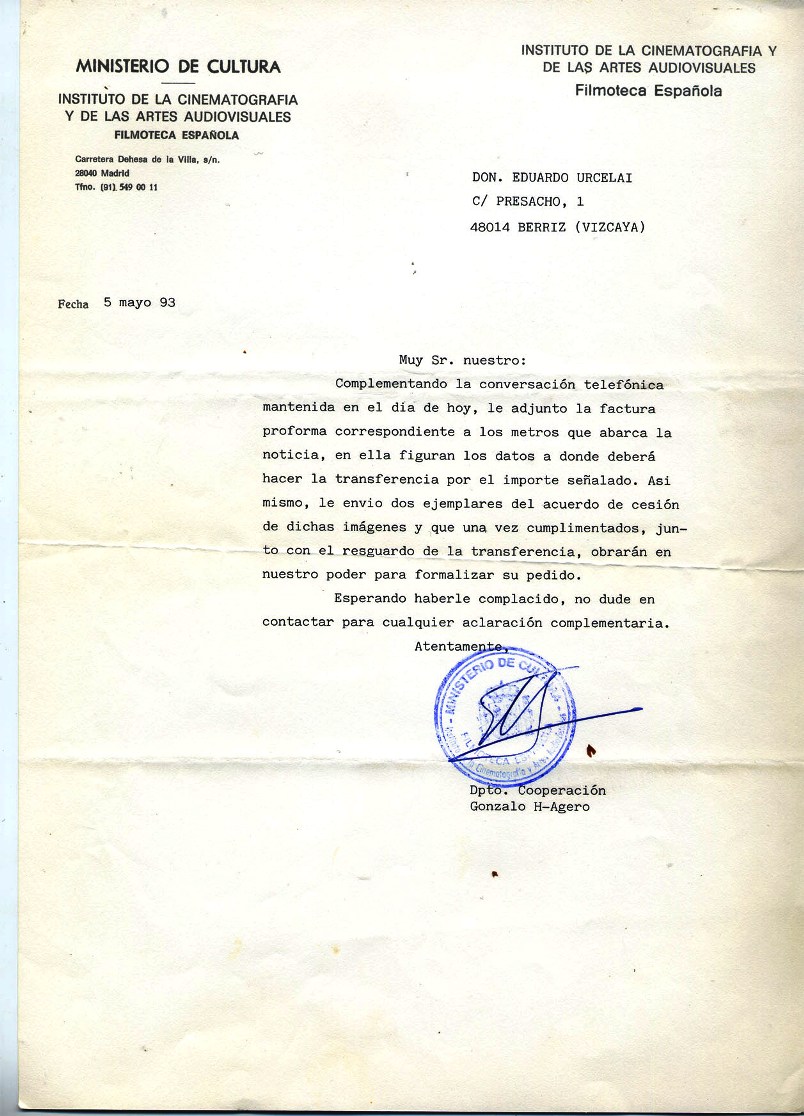 MINISTERIO DE CULTURA
INSTITUTO DE LA CINEMATOGRAFIA
Y DE LAS ARTES AUDIOVISUALES
FILMOTECA ESPAÑOLA
Carretera Dehesa de la Villa, s/n.
28040 Madrid
Tfno. (91) 549 00 11
INSTITUTO DE LA CINEMATOGRAFIA Y
DE LAS ARTES AUDIOVISUALES
Filmoteca Española
DON. EDUARDO URCELAI
C/ PRESACHO, 1
48014 BERRIZ (VIZCAYA)
Fecha 5 mayo 93
Muy Sr. nuestro:
Complementando la conversación telefónica
mantenida en el día de hoy, le adjunto la factura
proforma correspondiente a los metros que abarca la
noticia, en ella figuran los datos a donde deberá
hacer la transferencia por el importe señalado. Asi
mismo, le envio dos ejemplares del acuerdo de cesión
de dichas imágenes y que una vez cumplimentados, jun-
to con el resguardo de la transferencia, obrarán en
nuestro poder para formalizar su pedido.
Esperando haberle complacido, no dude en
contactar para cualquier aclaración complementaria.
Atentamente,
MINISTERIO DE
Dpto. Cooperación
Gonzalo H-Agero